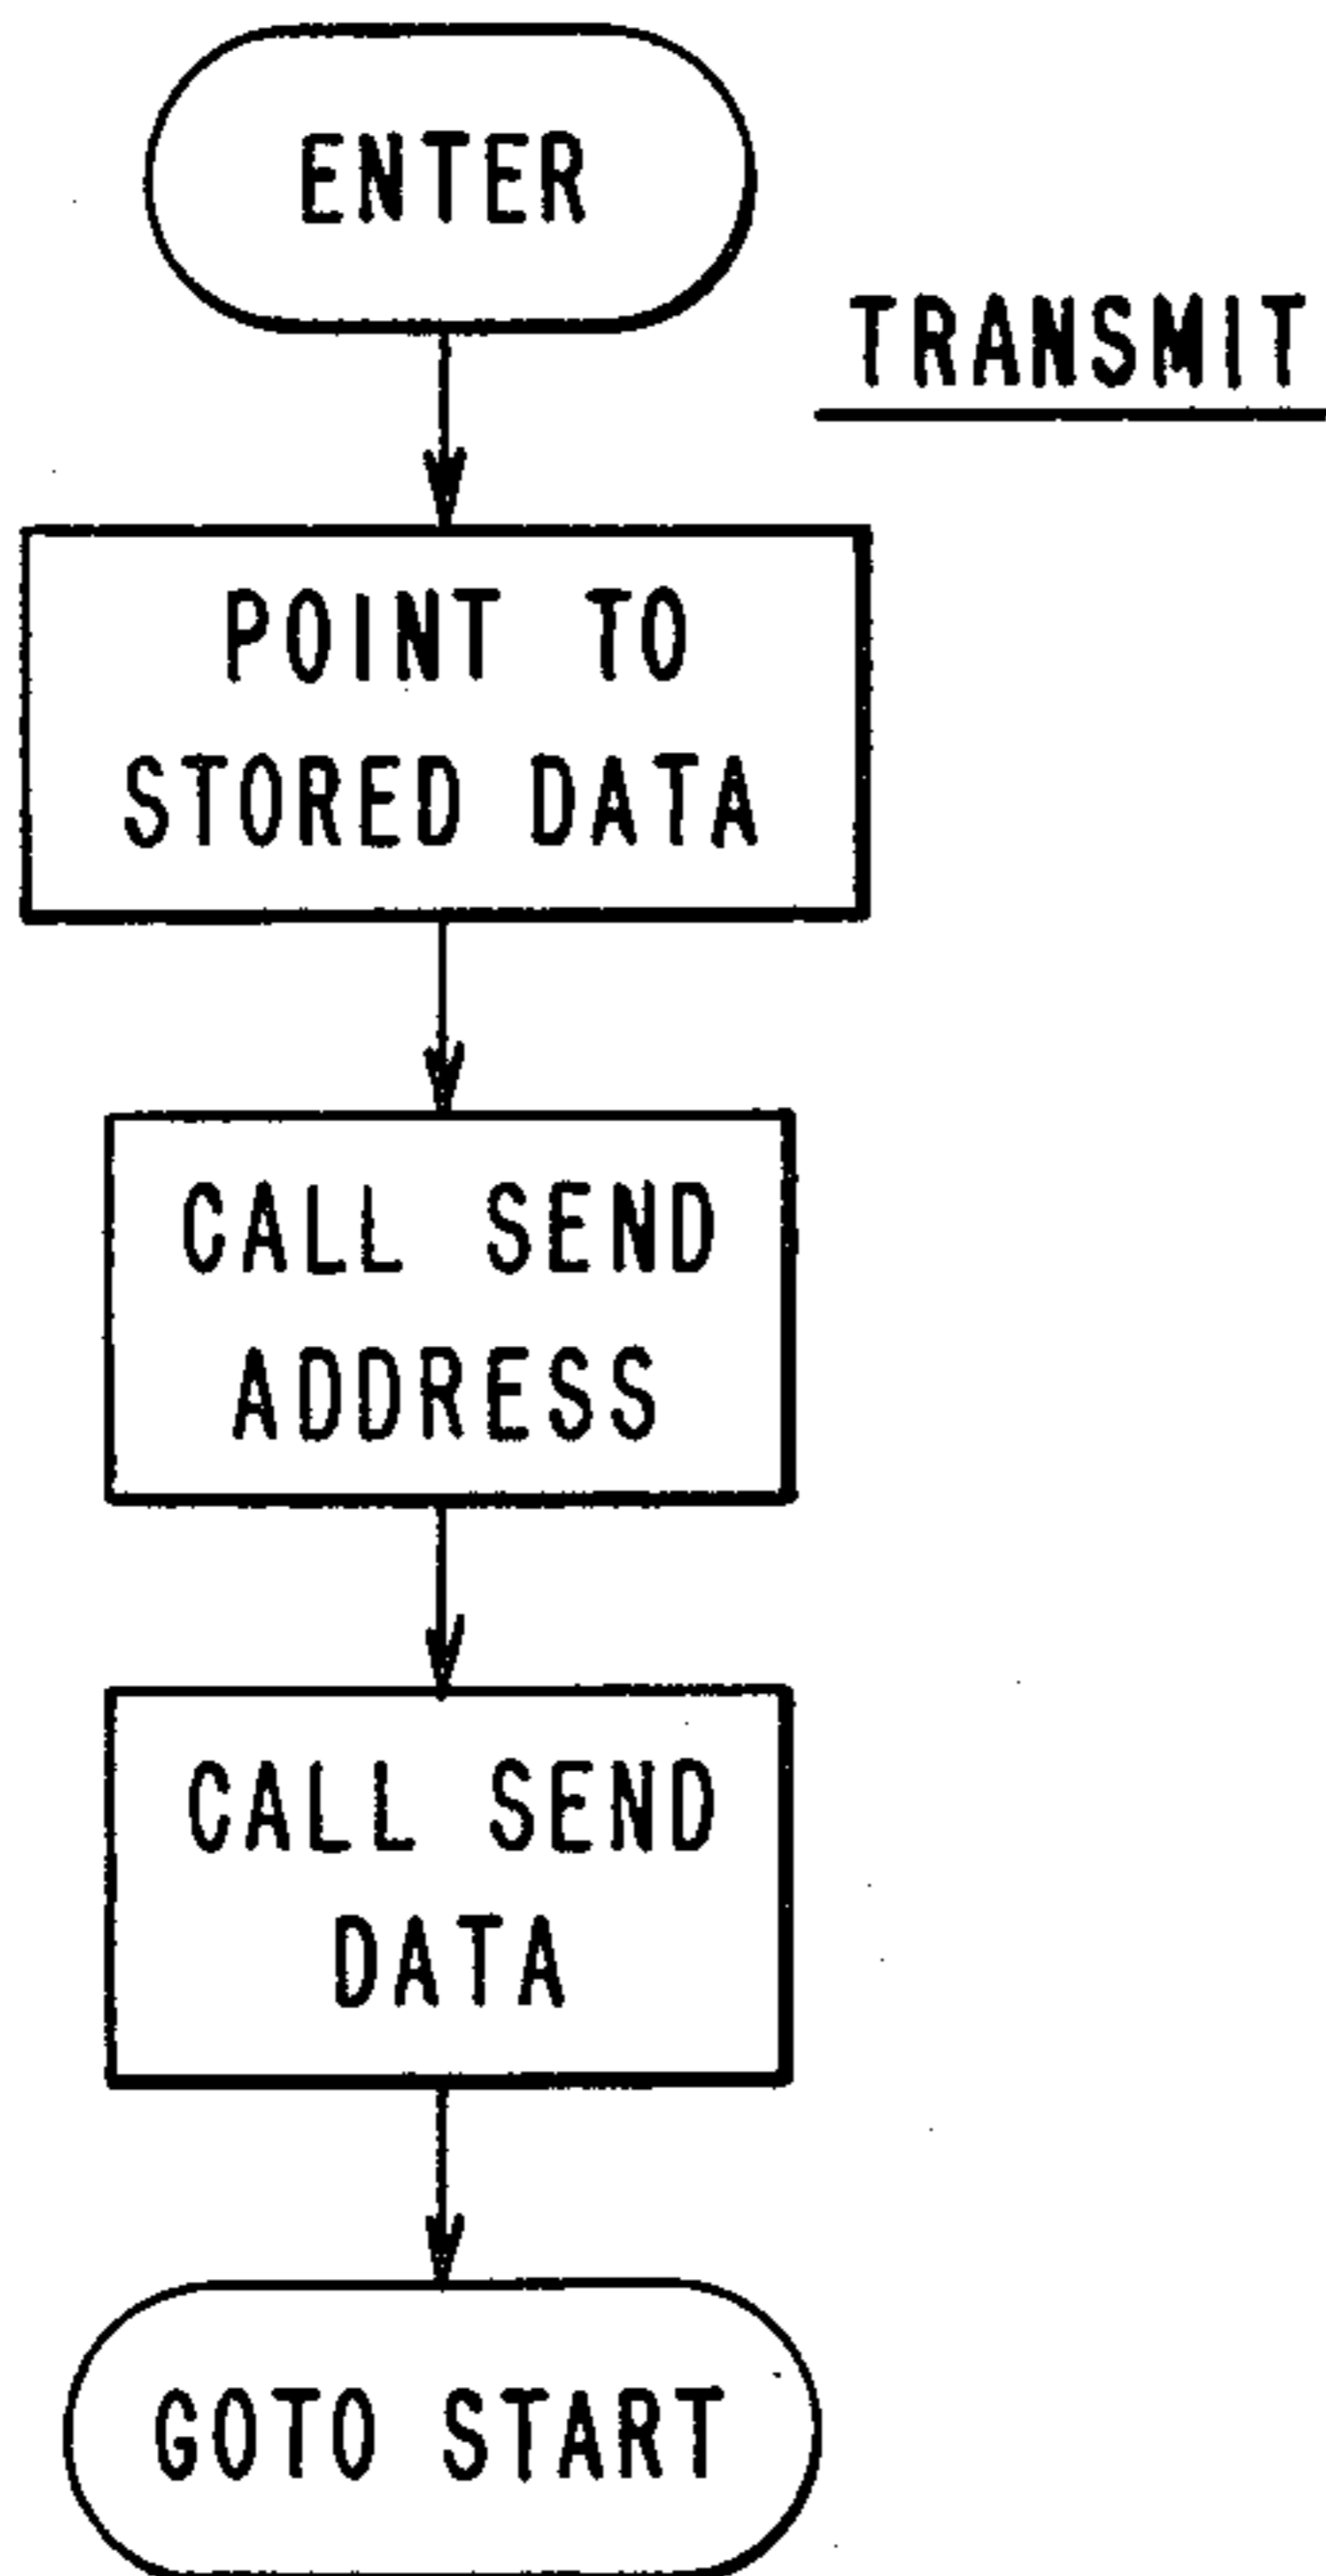 ENTER
TRANSMIT
POINT TO
STORED DATA
CALL SEND
ADDRESS
CALL SEND
DATA
GOTO START